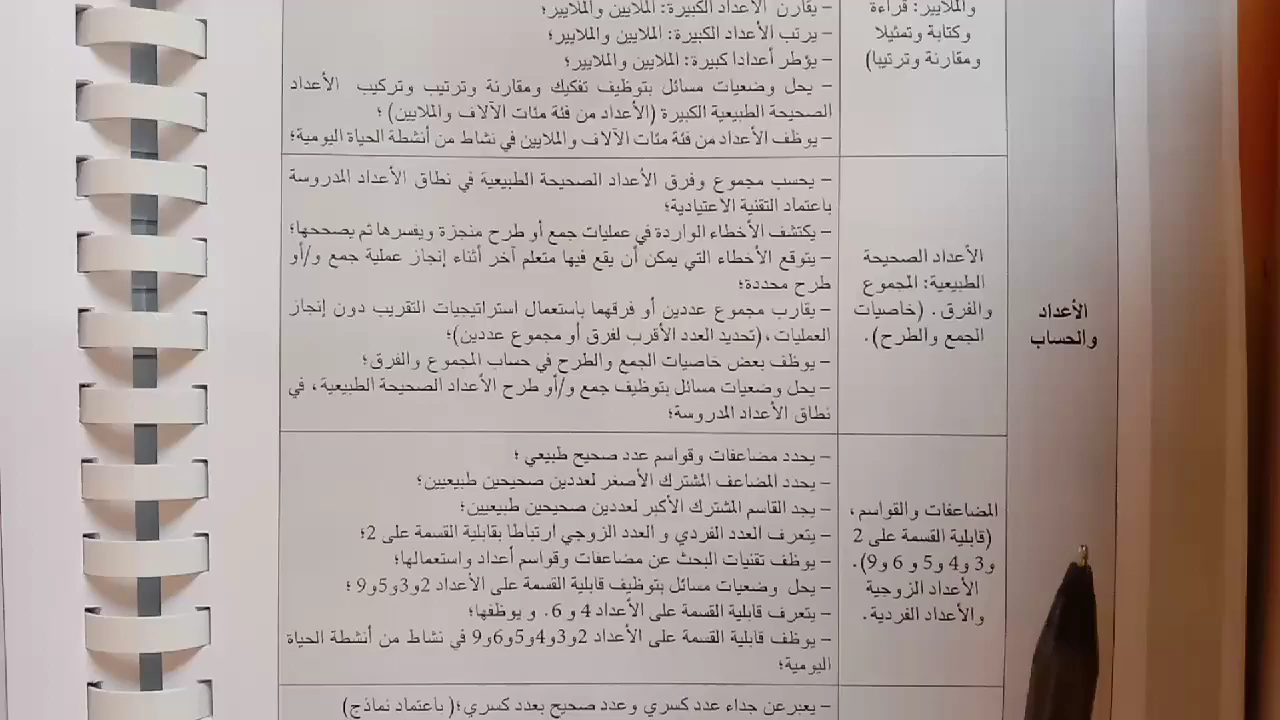 الأعداد
والحساب
والملايير: قراءة
وكتابة وتمثيلا
ومقارنة وترتيبا)
– يقارن الأعداد الكبيرة: الملايين والملايير؛
– يرتب الأعداد الكبيرة: الملايين والملايير؛
– يؤطر أعدادا كبيرة: الملايين والملايير؛
– يحل وضعيات مسائل بتوظيف تفكيك ومقارنة وترتيب وتركيب الأعداد
الصحيحة الطبيعية الكبيرة (الأعداد من فئة مئات الآلاف والملايين) ؛
– يوظف الأعداد من فئة مئات الآلاف والملايين في نشاط من أنشطة الحياة اليومية؛
الأعداد الصحيحة
الطبيعية: المجموع
والفرق. (خاصيات
الجمع والطرح).
– يحسب مجموع وفرق الأعداد الصحيحة الطبيعية في نطاق الأعداد المدروسة
باعتماد التقنية الاعتيادية؛
– يكتشف الأخطاء الواردة في عمليات جمع أو طرح منجزة ويفسرها ثم يصححها؛
– يتوقع الأخطاء التي يمكن أن يقع فيها متعلم آخر أثناء إنجاز عملية جمع و/أو
طرح محددة؛
– يقارب مجموع عددين أو فرقهما باستعمال استراتيجيات التقريب دون إنجاز
العمليات، (تحديد العدد الأقرب لفرق أو مجموع عددين)؛
– يوظف بعض خاصيات الجمع والطرح في حساب المجموع والفرق؛
– يحل وضعيات مسائل بتوظيف جمع و/أو طرح الأعداد الصحيحة الطبيعية، في
نطاق الأعداد المدروسة؛
المضاعفات والقواسم،
(قابلية القسمة على 2
و3 و4 و5 و 6 و9).
الأعداد الزوجية
والأعداد الفردية.
– يحدد مضاعفات وقواسم عدد صحيح طبيعي ؛
– يحدد المضاعف المشترك الأصغر لعددين صحيحين طبيعيين؛
– يجد القاسم المشترك الأكبر لعددين صحيحين طبيعيين؛
– يتعرف العدد الفردي و العدد الزوجي ارتباطا بقابلية القسمة على 2؛
– يوظف تقنيات البحث عن مضاعفات وقواسم أعداد واستعمالها؛
– يحل وضعيات مسائل بتوظيف قابلية القسمة على الأعداد 2و3و5و9 ؛
– يتعرف قابلية القسمة على الأعداد 4 و 6. و يوظفها؛
– يوظف قابلية القسمة على الأعداد 2و3و4و5و6و9 في نشاط من أنشطة الحياة
اليومية؛
– يعبرعن جداء عدد كسري وعدد صحيح بعدد كسري؛( باعتماد نماذج)